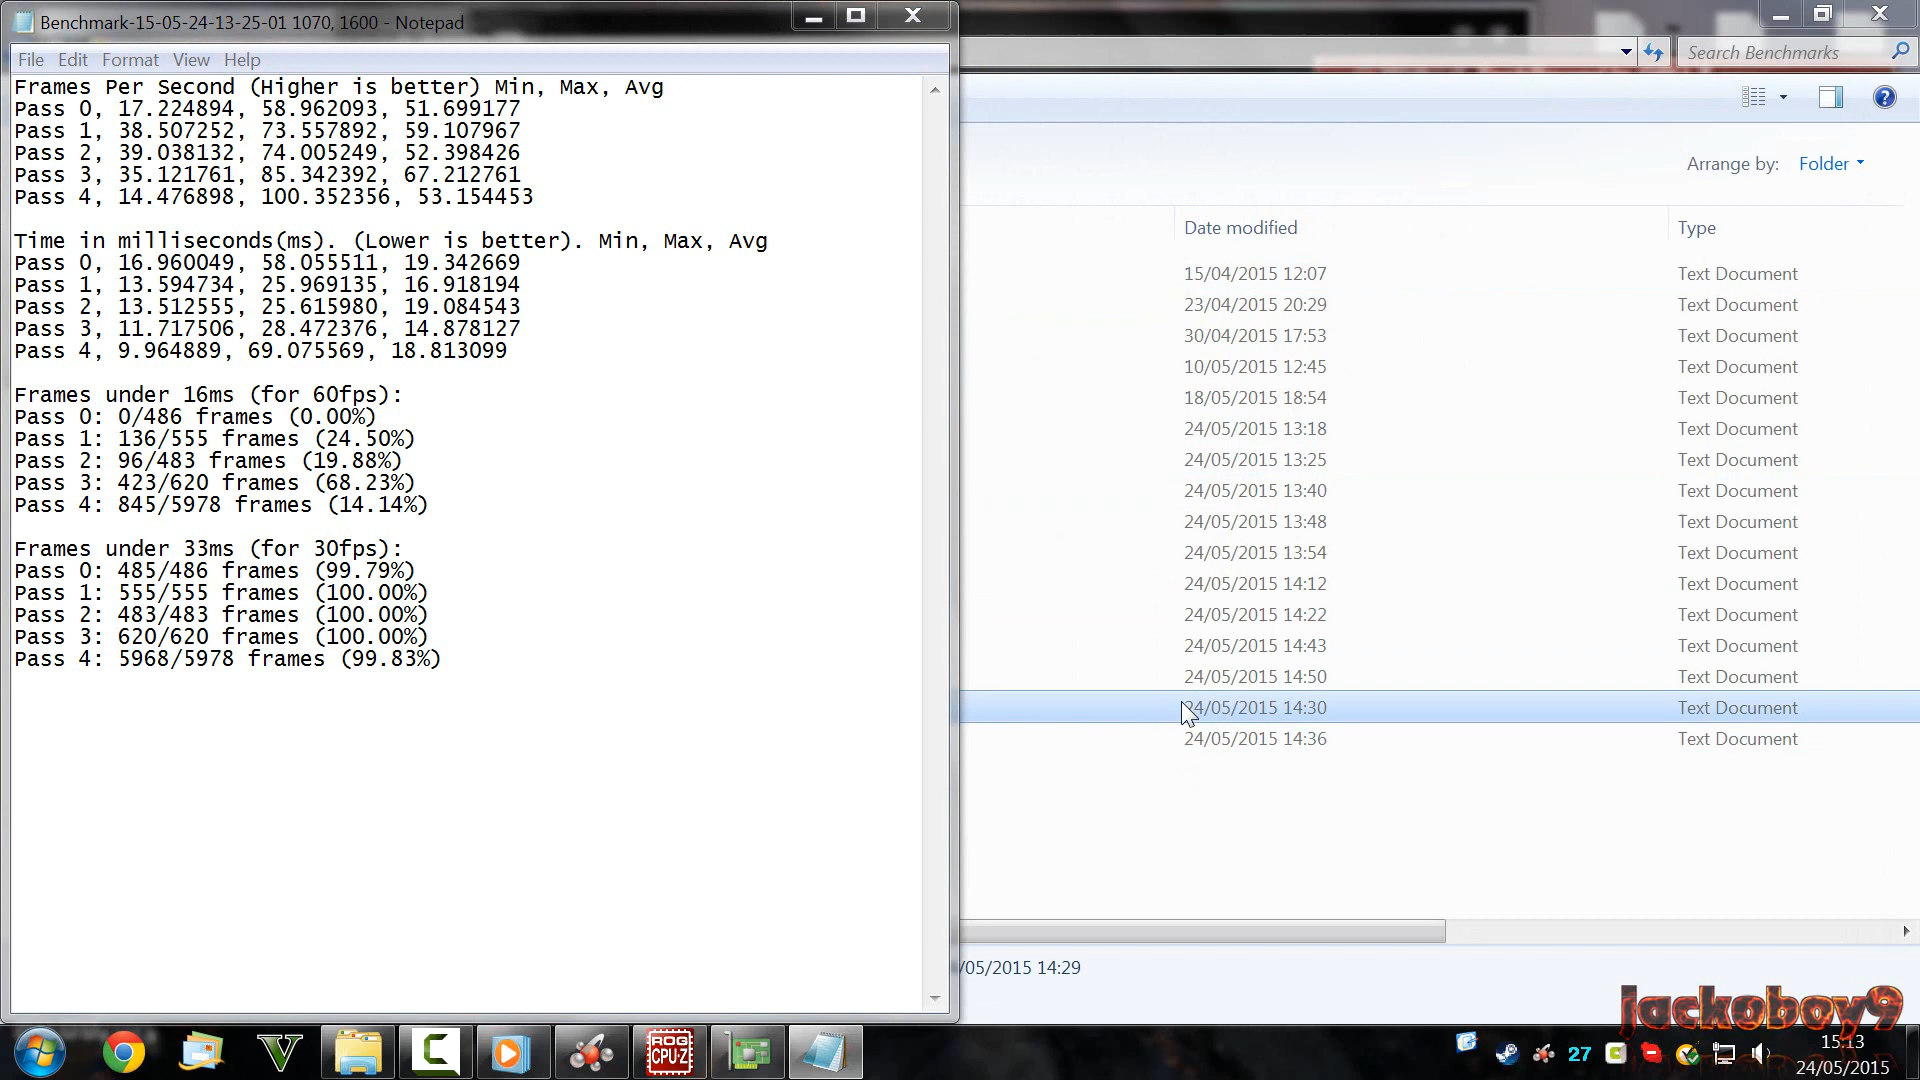 Benchmark-15-05-24-13-25-01 1070, 1600 - Notepad
File Edit Format View Help
Frames Per Second (Higher is better) Min, Max, Avg
Pass 0, 17.224894, 58.962093, 51.699177
Pass 1, 38.507252, 73.557892, 59.107967
Pass 2, 39.038132, 74.005249, 52.398426
Pass 3, 35.121761, 85.342392, 67.212761
Pass 4, 14.476898, 100.352356, 53.154453
Time in milliseconds(ms). (Lower is better). Min, Max, Avg
Pass 0, 16.960049, 58.055511, 19.342669
Pass 1, 13.594734, 25.969135, 16.918194
Pass 2, 13.512555, 25.615980, 19.084543
Pass 3, 11.717506, 28.472376, 14.878127
Pass 4, 9.964889, 69.075569, 18.813099
Frames under 16ms (for 60fps):
Pass 0: 0/486 frames (0.00%)
Pass 1: 136/555 frames (24.50%)
Pass 2: 96/483 frames (19.88%)
Pass 3: 423/620 frames (68.23%)
Pass 4: 845/5978 frames (14.14%)
Frames under 33ms (for 30fps):
Pass 0: 485/486 frames (99.79%)
Pass 1: 555/555 frames (100.00%)
Pass 2: 483/483 frames (100.00%)
Pass 3: 620/620 frames (100.00%)
Pass 4: 5968/5978 frames (99.83%)
Search Benchmarks
Arrange by: Folder
Date modified Type
15/04/2015 12:07 Text Document
23/04/2015 20:29 Text Document
30/04/2015 17:53 Text Document
10/05/2015 12:45 Text Document
18/05/2015 18:54 Text Document
24/05/2015 13:18 Text Document
24/05/2015 13:25 Text Document
24/05/2015 13:40 Text Document
24/05/2015 13:48 Text Document
24/05/2015 13:54 Text Document
24/05/2015 14:12 Text Document
24/05/2015 14:22 Text Document
24/05/2015 14:43 Text Document
24/05/2015 14:50 Text Document
24/05/2015 14:30 Text Document
24/05/2015 14:36 Text Document
/05/2015 14:29
jackoboy9
ROG
CPU-Z
27
15:13
24/05/2015